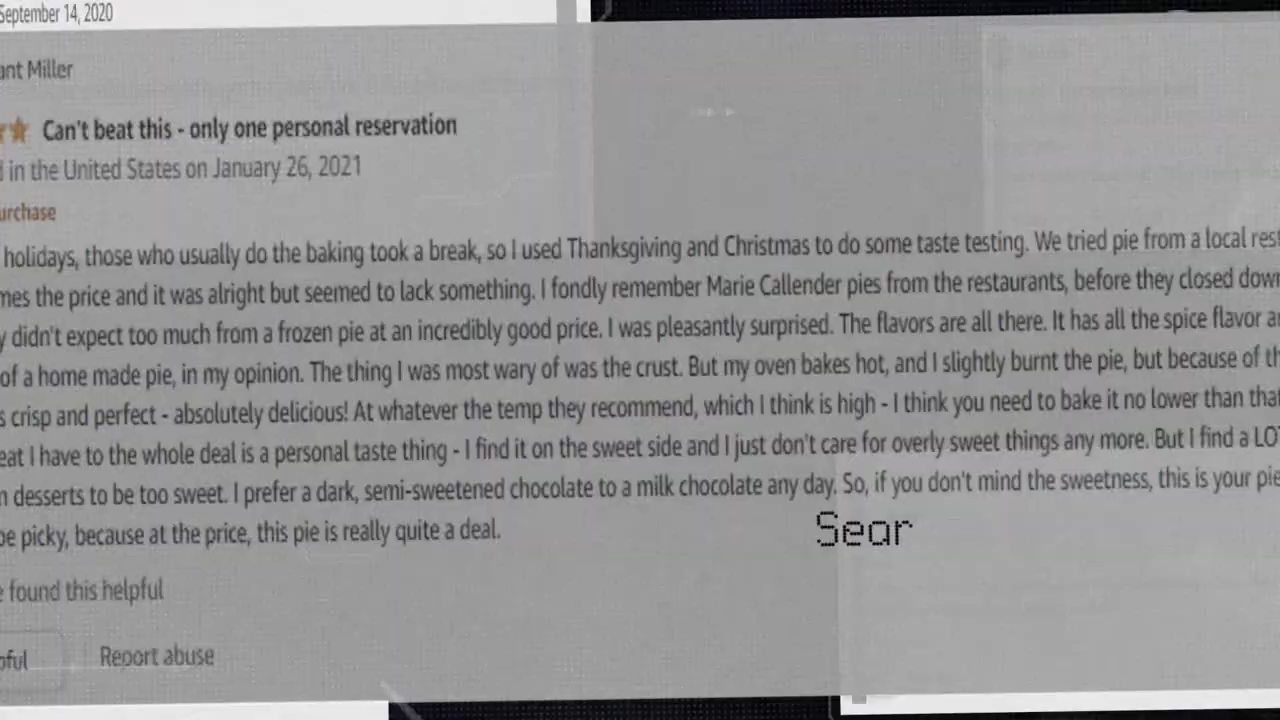 September 14, 2020
ant Miller
Can't beat this - only one personal reservation
in the United States on January 26, 2021
urchase
holidays, those who usually do the baking took a break, so I used Thanksgiving and Christmas to do some taste testing. We tried pie from a local rest
mes the price and it was alright but seemed to lack something. I fondly remember Marie Callender pies from the restaurants, before they closed dow
y didn't expect too much from a frozen pie at an incredibly good price. I was pleasantly surprised. The flavors are all there. It has all the spice flavor a
of a home made pie, in my opinion. The thing I was most wary of was the crust. But my oven bakes hot, and I slightly burnt the pie, but because of th
s crisp and perfect - absolutely delicious! At whatever the temp they recommend, which I think is high - I think you need to bake it no lower than that
eat I have to the whole deal is a personal taste thing - I find it on the sweet side and I just don't care for overly sweet things any more. But I find a LOT
n desserts to be too sweet. I prefer a dark, semi-sweetened chocolate to a milk chocolate any day. So, if you don't mind the sweetness, this is your pie
be picky, because at the price, this pie is really quite a deal.
Sear
e found this helpful
pful
Report abuse